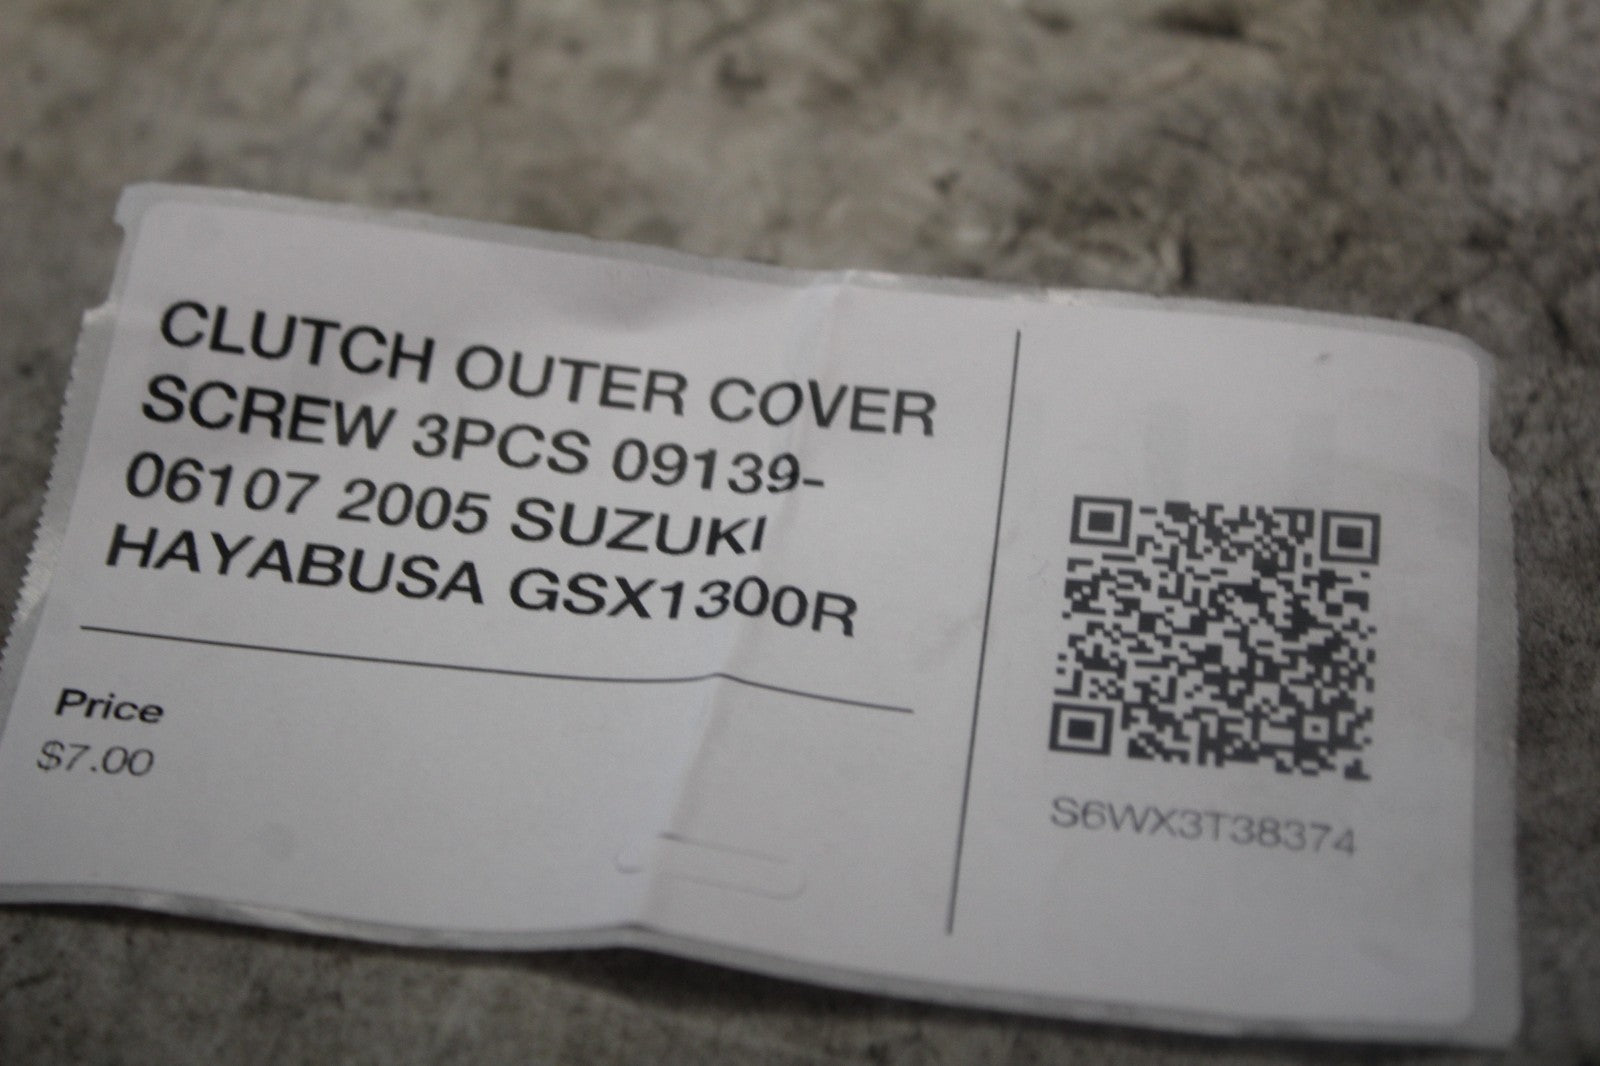 CLUTCH OUTER COVER
SCREW 3PCS 09139-
06107 2005 SUZUKI
HAYABUSA GSX1300R
Price
$7.00
S6WX3T38374